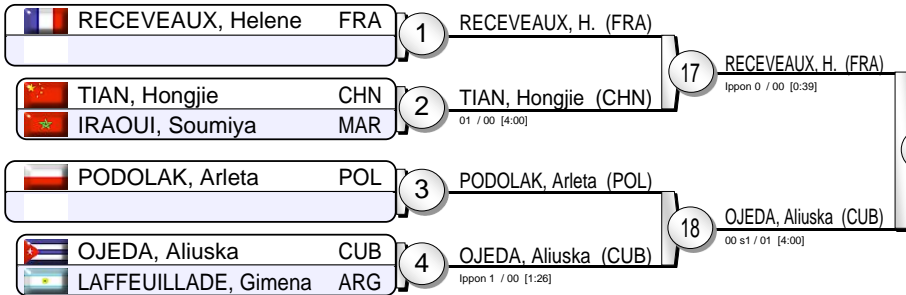 RECEVEAUX, Helene FRA
1
RECEVEAUX, H. (FRA)
17
RECEVEAUX, H. (FRA)
Ippon 0 / 00 [0:39]
TIAN, Hongjie CHN
IRAOUI, Soumiya MAR
2
TIAN, Hongjie (CHN)
01 / 00 [4:00]
PODOLAK, Arleta POL
3
PODOLAK, Arleta (POL)
18
OJEDA, Aliuska (CUB)
00 s1 / 01 [4:00]
OJEDA, Aliuska CUB
LAFFEUILLADE, Gimena ARG
4
OJEDA, Aliuska (CUB)
Ippon 1 / 00 [1:26]